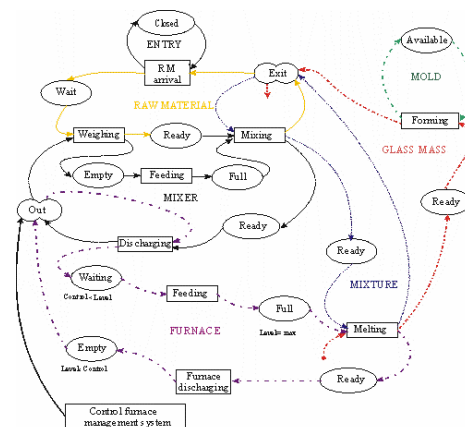 Closed
ENTRY
RM
arrival
Exit
Available
MOLD
Wait
RAW MATERIAL
Forming
Weighing
Ready
Mixing
GLASS MASS
Empty
Feeding
Full
MIXER
Out
Ready
Ready
Discharging
Ready
Waiting
Control<Level
Feeding
MIXTURE
Full
Level= max
FURNACE
Melting
Empty
Level<Control
Furnace
discharging
Ready
Control furnace
management system